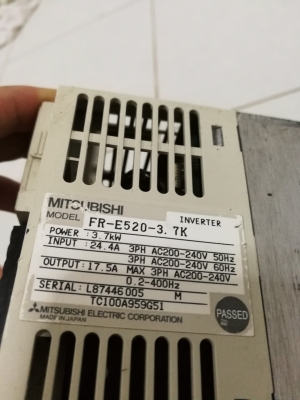 MITSUBISHI
INVERTER
MODEL FR-E520-3.7K
POWER : 3.7kW
INPUT : 24.4A 3PH AC200-240V 50Hz
3PH AC200-240V 60Hz
OUTPUT: 17.5A MAX 3PH AC200-240V
0.2-400Hz
SERIAL: L87446005 M
TC100A959G51
MITSUBISHI ELECTRIC CORPORATION
MADE IN JAPAN
PASSED